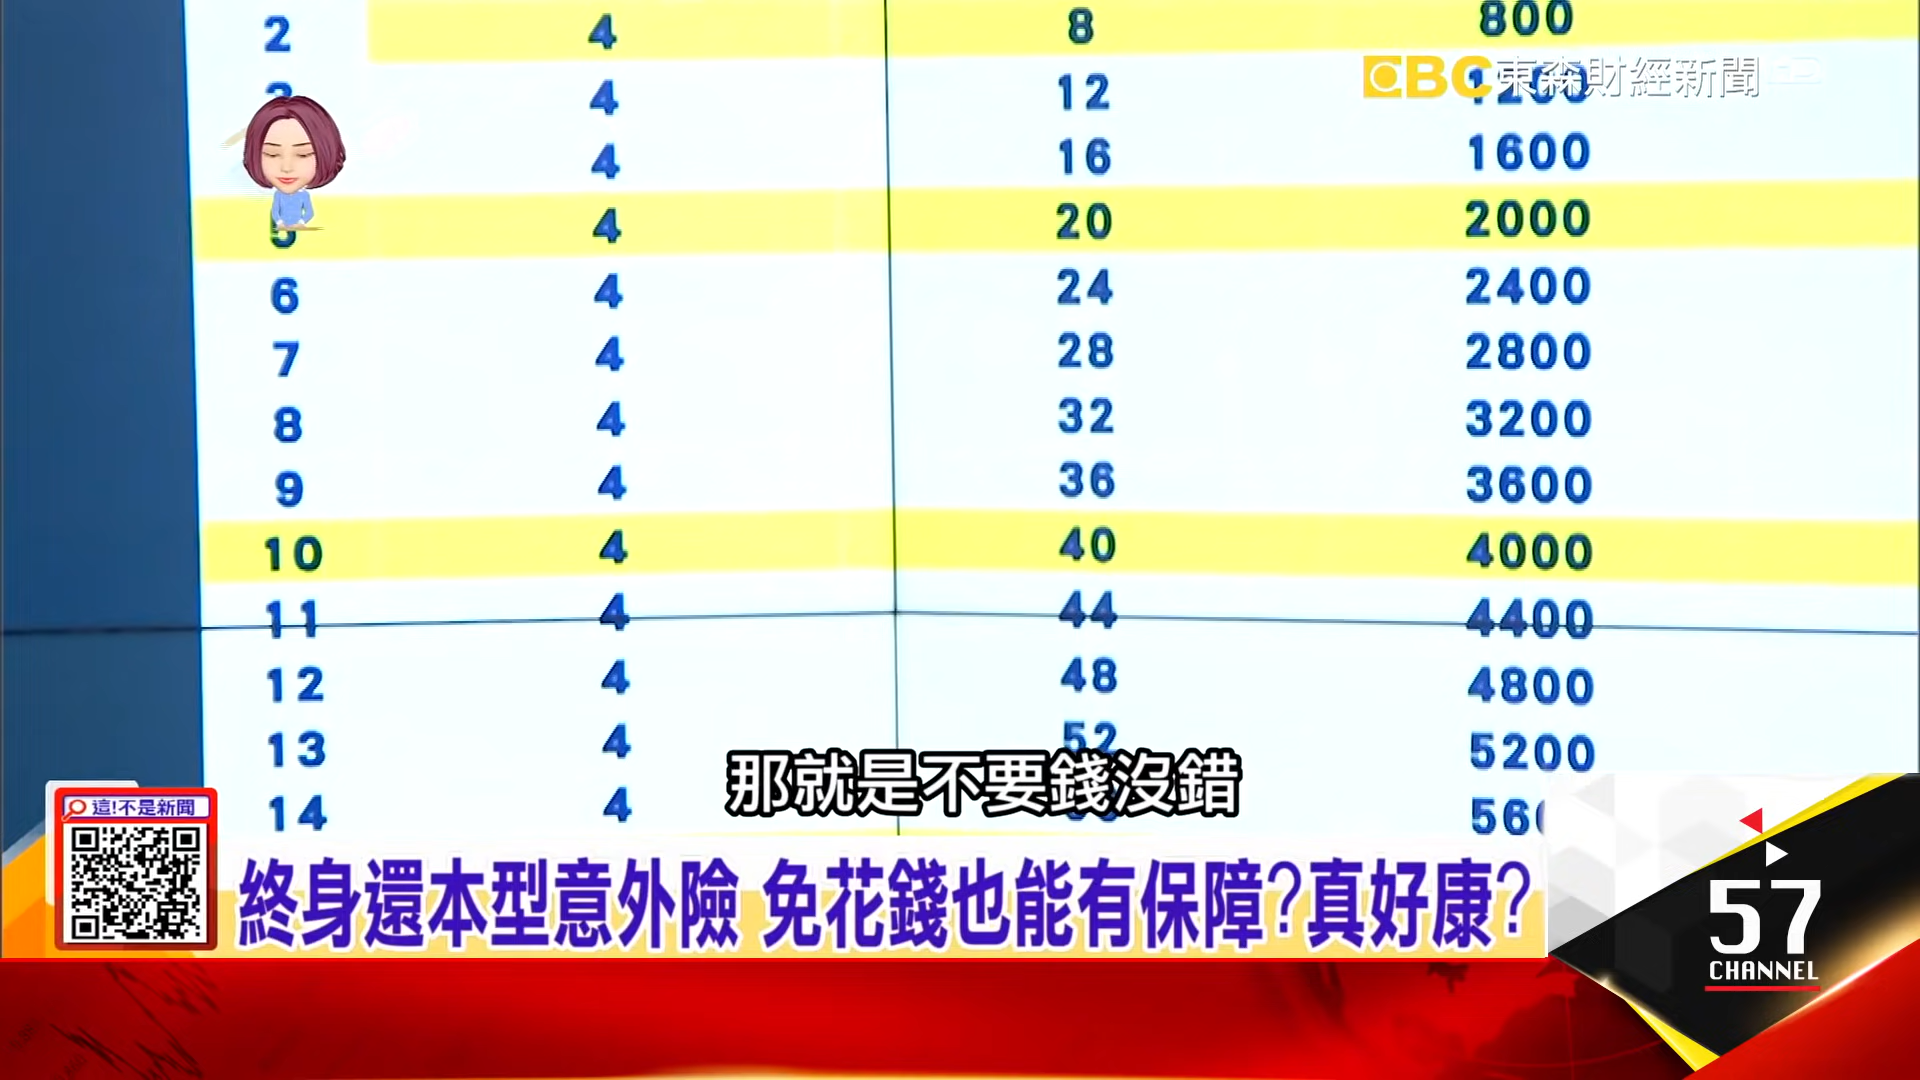 2 4 8 800
EBC東森財經新聞
4 12 1200
4 16 1600
5 4 20 2000
6 4 24 2400
7 4 28 2800
8 4 32 3200
9 4 36 3600
10 4 40 4000
11 4 44 4400
12 4 48 4800
13 4 52 5200
14 4
那就是不要錢沒錯
這!不是新聞
終身還本型意外險 免花錢也能有保障?真好康?
57
CHANNEL